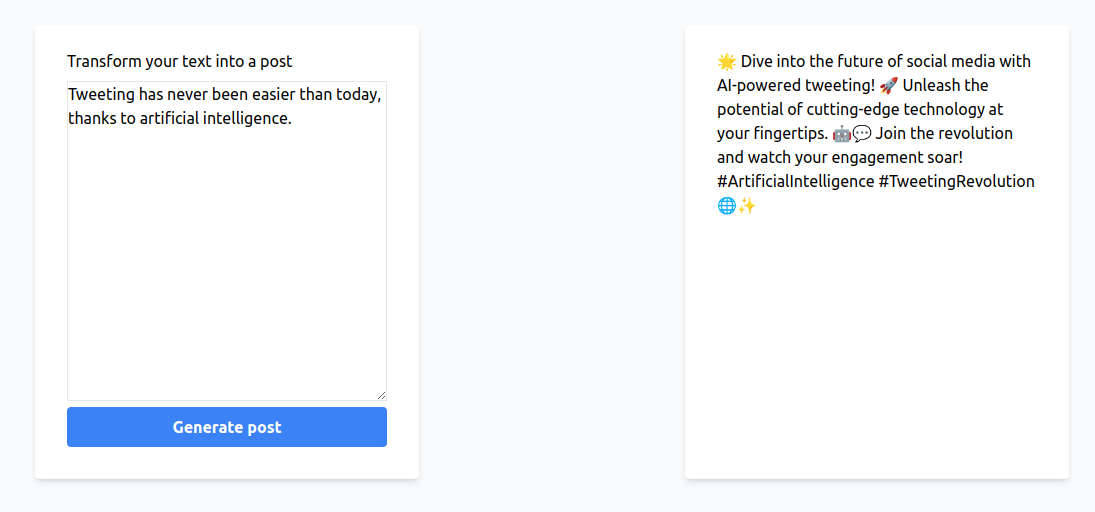 Transform your text into a post
Tweeting has never been easier than today,
thanks to artificial intelligence.
Generate post
🌟 Dive into the future of social media with
AI-powered tweeting! 🚀 Unleash the
potential of cutting-edge technology at
your fingertips. 🤖💬 Join the revolution
and watch your engagement soar!
#ArtificialIntelligence #TweetingRevolution
🌐✨